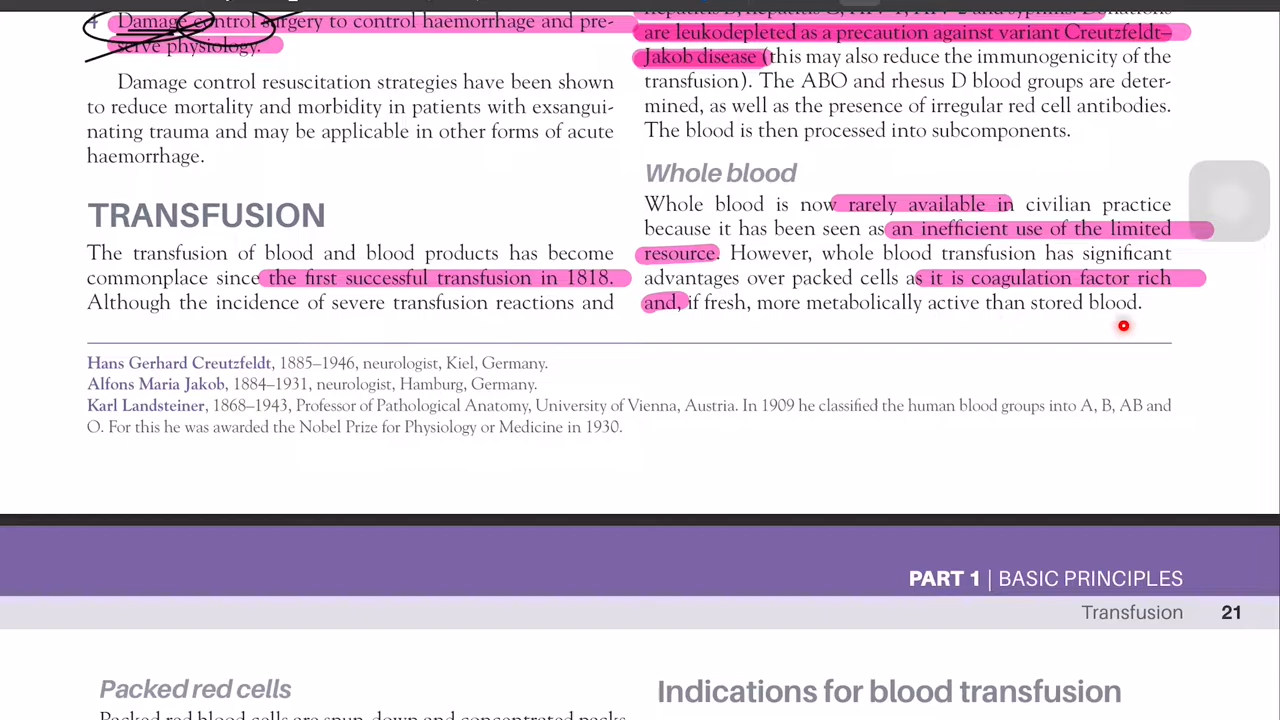 4 Damage control surgery to control haemorrhage and pre-
serve physiology.
Damage control resuscitation strategies have been shown
to reduce mortality and morbidity in patients with exsangui-
nating trauma and may be applicable in other forms of acute
haemorrhage.
TRANSFUSION
The transfusion of blood and blood products has become
commonplace since the first successful transfusion in 1818.
Although the incidence of severe transfusion reactions and
are leukodepleted as a precaution against variant Creutzfeldt–
Jakob disease (this may also reduce the immunogenicity of the
transfusion). The ABO and rhesus D blood groups are deter-
mined, as well as the presence of irregular red cell antibodies.
The blood is then processed into subcomponents.
Whole blood
Whole blood is now rarely available in civilian practice
because it has been seen as an inefficient use of the limited
resource. However, whole blood transfusion has significant
advantages over packed cells as it is coagulation factor rich
and, if fresh, more metabolically active than stored blood.
Hans Gerhard Creutzfeldt, 1885–1946, neurologist, Kiel, Germany.
Alfons Maria Jakob, 1884–1931, neurologist, Hamburg, Germany.
Karl Landsteiner, 1868–1943, Professor of Pathological Anatomy, University of Vienna, Austria. In 1909 he classified the human blood groups into A, B, AB and
O. For this he was awarded the Nobel Prize for Physiology or Medicine in 1930.
PART 1 | BASIC PRINCIPLES
Transfusion 21
Packed red cells
Packed red blood cells are spun-down and concentrated packs
Indications for blood transfusion